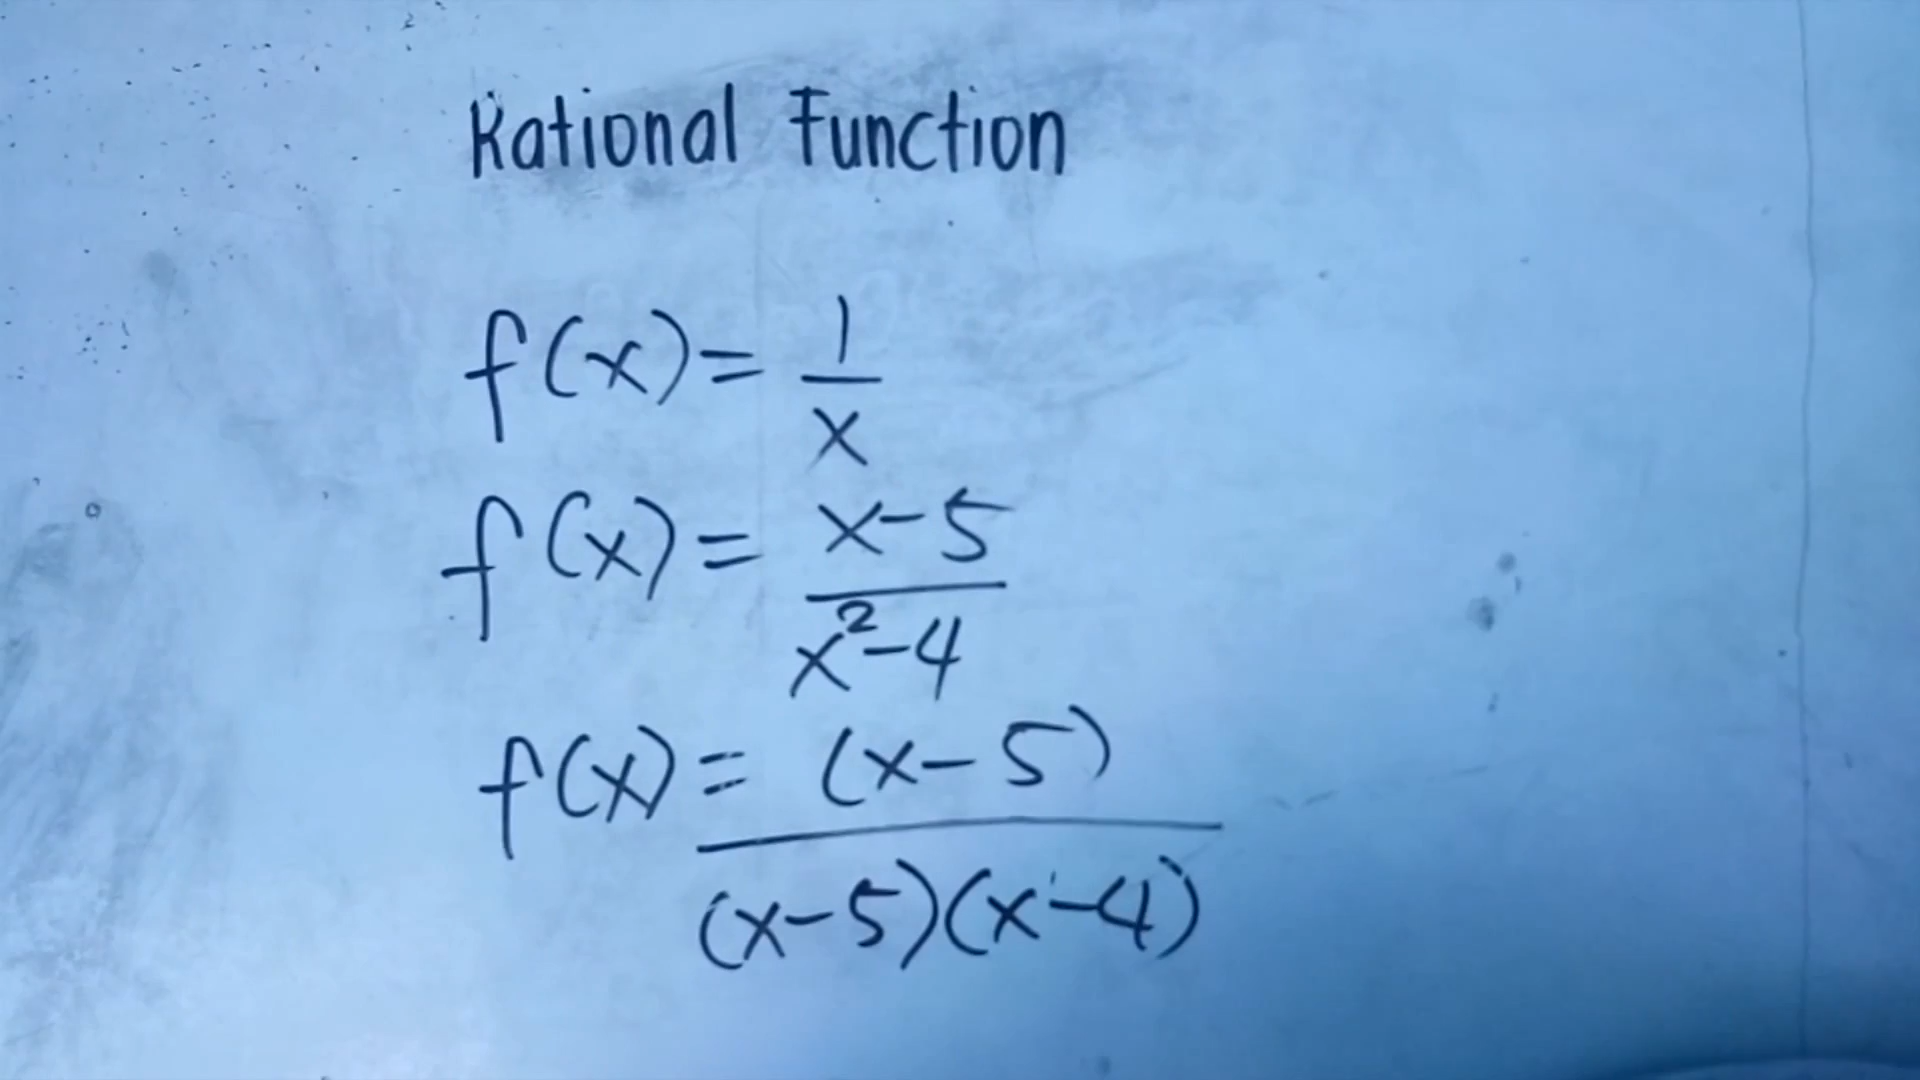 Rational Function
f(x) = 1/x
f(x) = x-5/x²-4
f(x) = (x-5)/(x-5)(x-4)